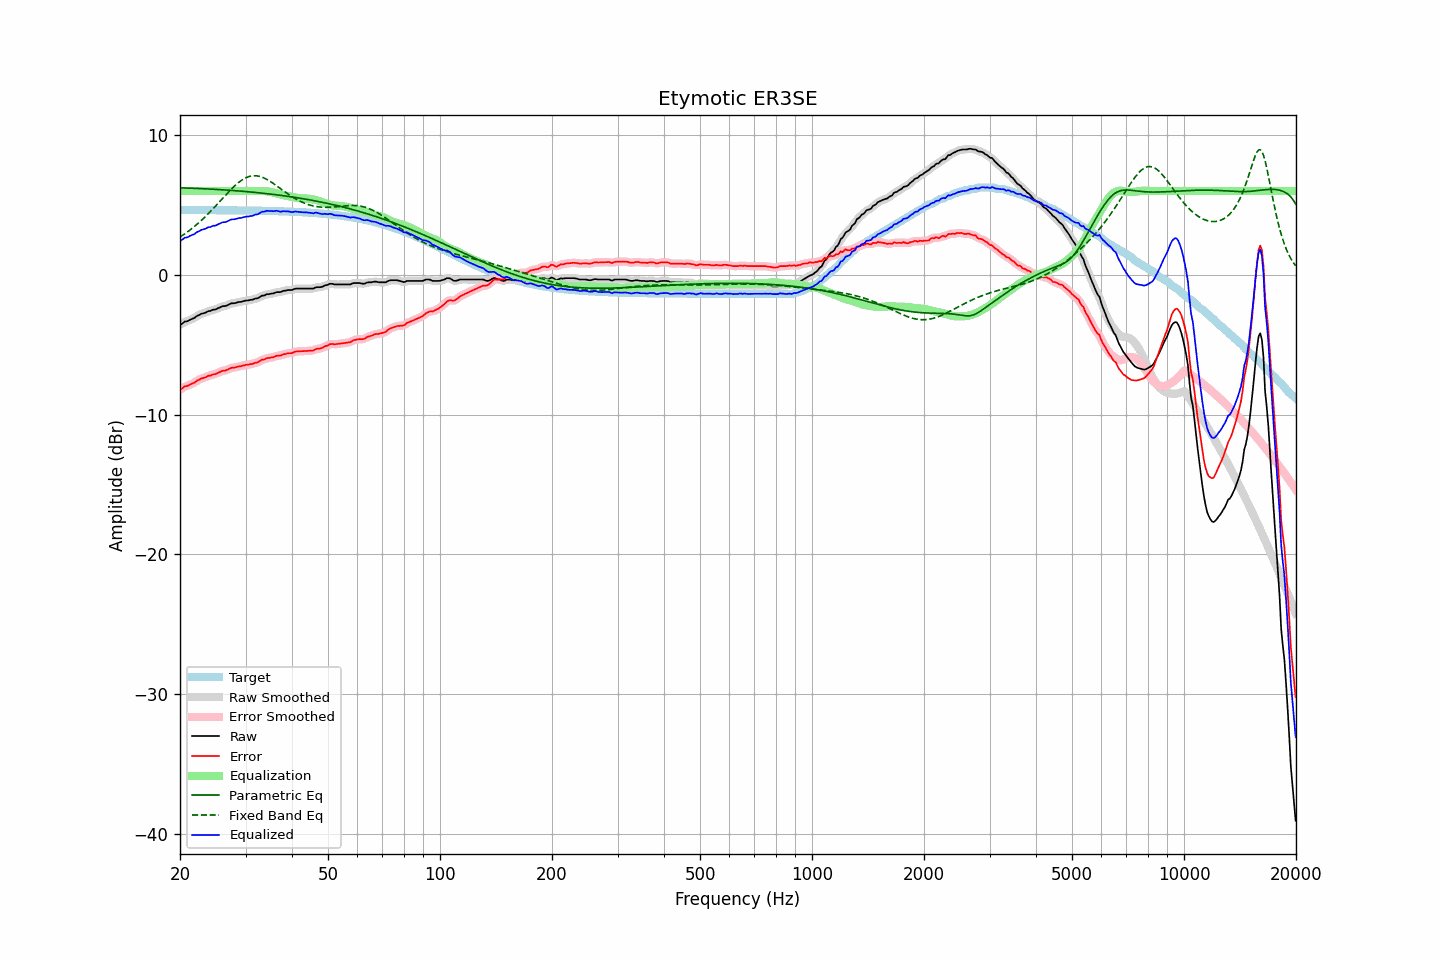 Etymotic ER3SE
Amplitude (dBr)
10
0
−10
−20
−30
−40
Target
Raw Smoothed
Error Smoothed
Raw
Error
Equalization
Parametric Eq
Fixed Band Eq
Equalized
20 50 100 200 500 1000 2000 5000 10000 20000
Frequency (Hz)